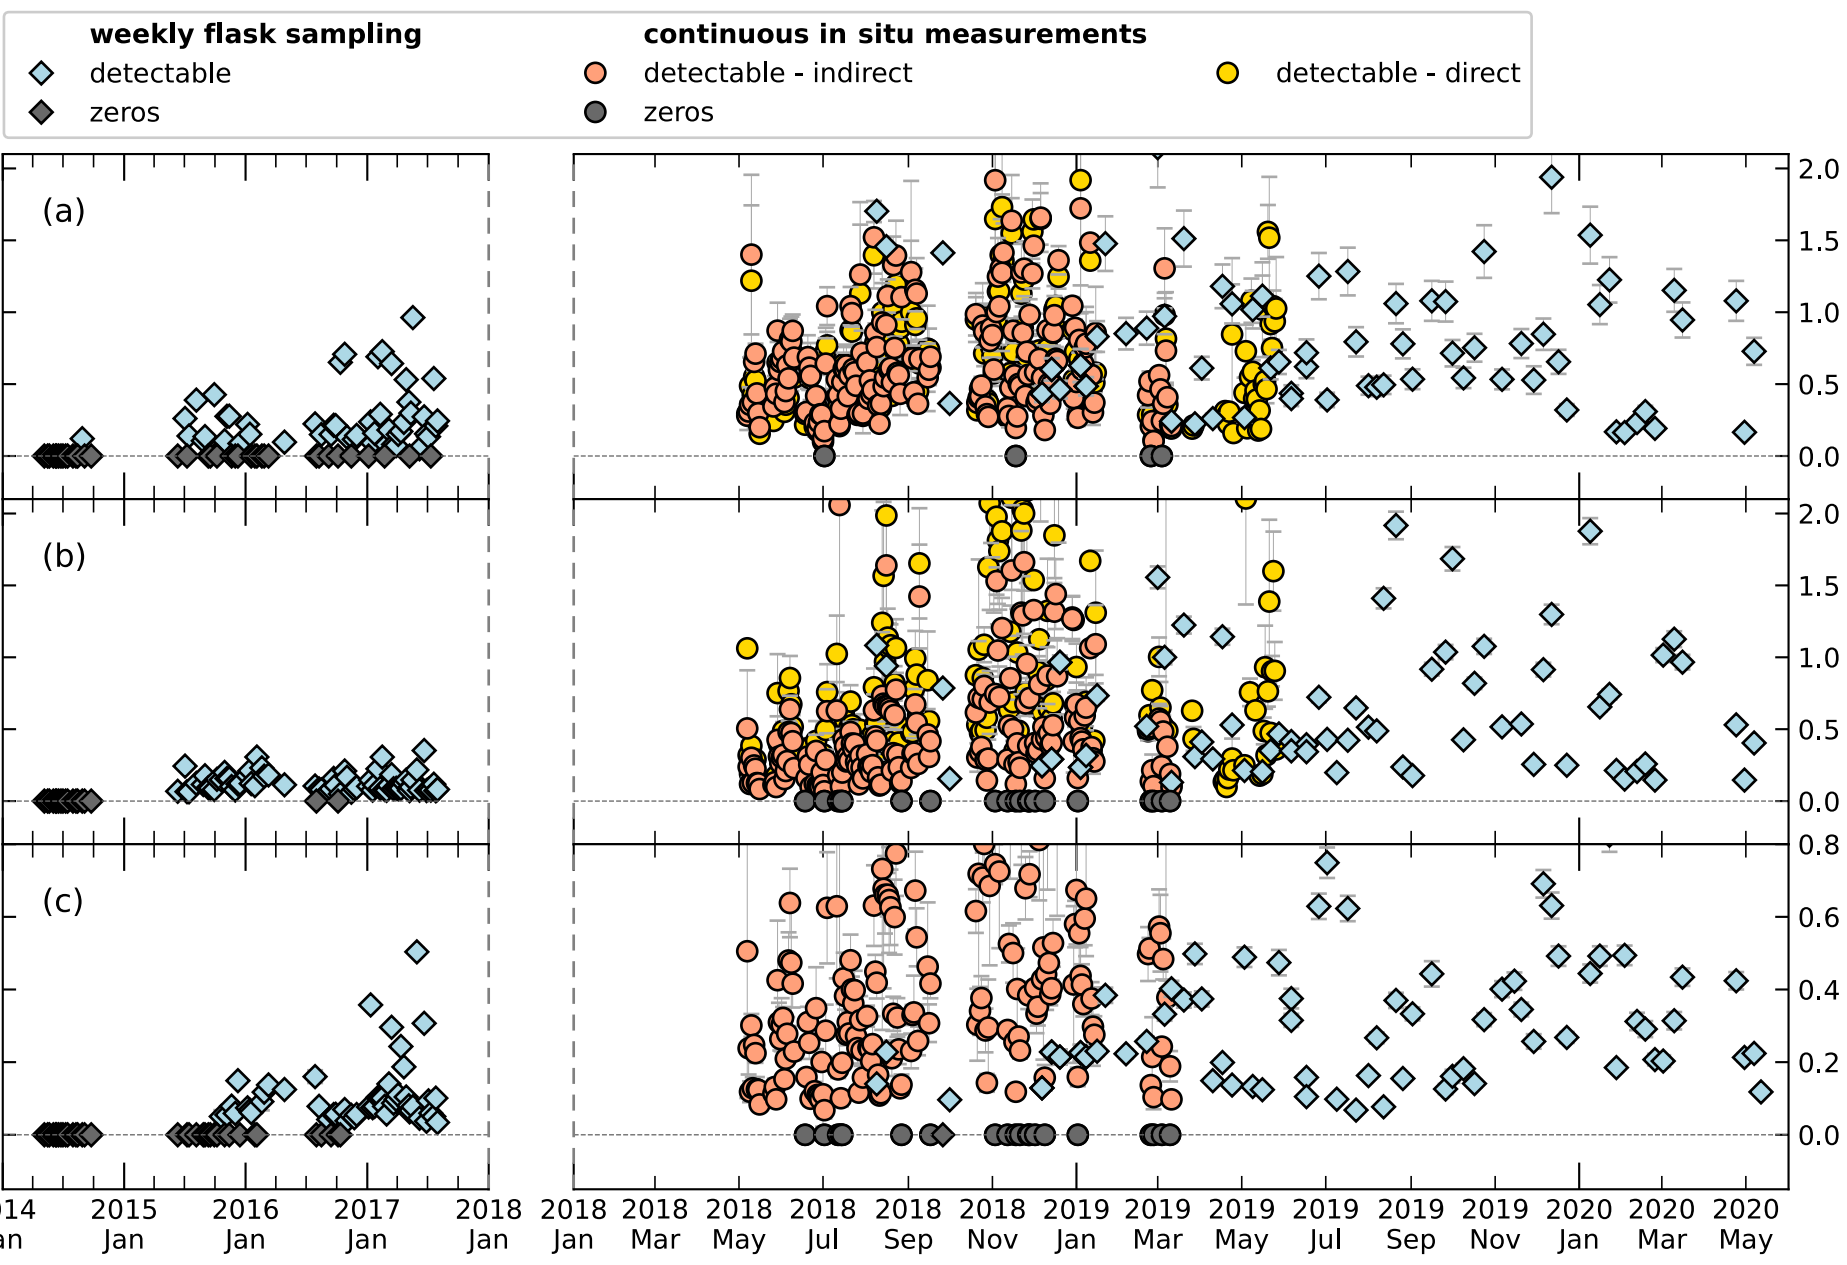 weekly flask sampling continuous in situ measurements
detectable detectable - indirect detectable - direct
zeros zeros
(a)
2.0
1.5
1.0
0.5
0.0
(b)
2.0
1.5
1.0
0.5
0.0
(c)
0.8
0.6
0.4
0.2
0.0
14 2015 2016 2017 2018 2018 2018 2018 2018 2018 2018 2019 2019 2019 2019 2019 2019 2020 2020 2020
an Jan Jan Jan Jan Jan Mar May Jul Sep Nov Jan Mar May Jul Sep Nov Jan Mar May